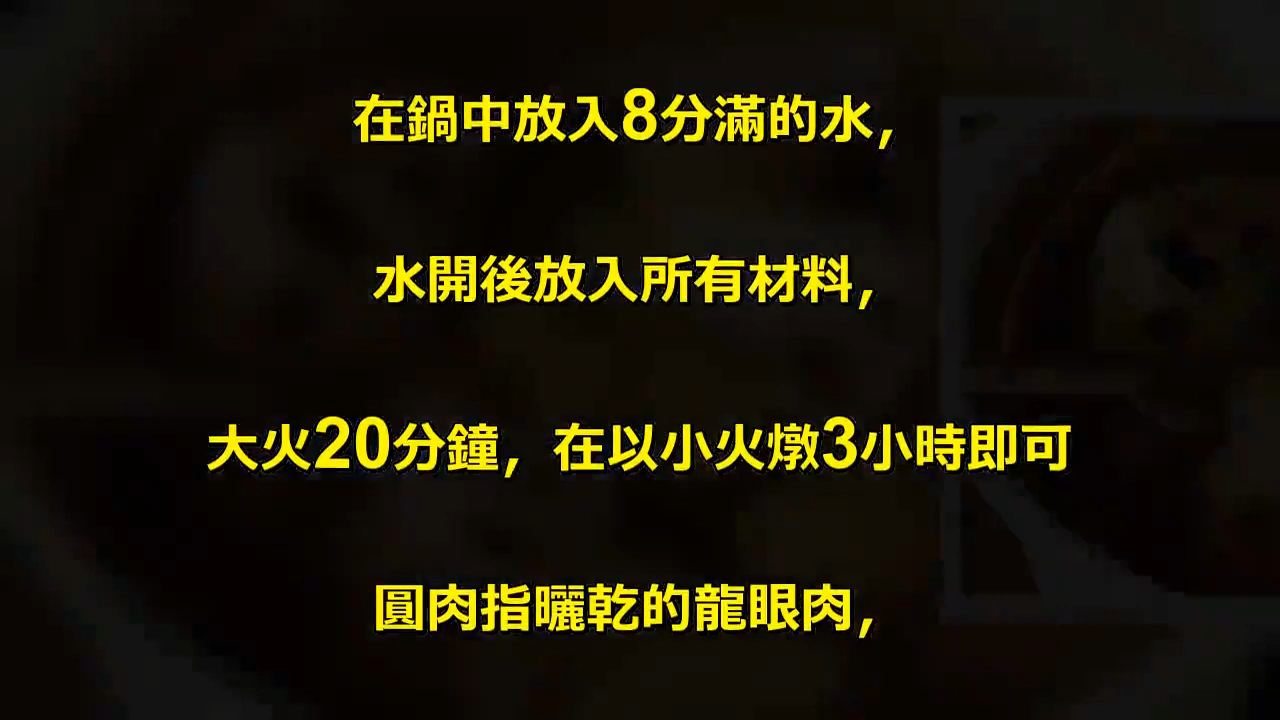 在鍋中放入8分滿的水，
水開後放入所有材料，
大火20分鐘，在以小火燉3小時即可
圓肉指曬乾的龍眼肉，